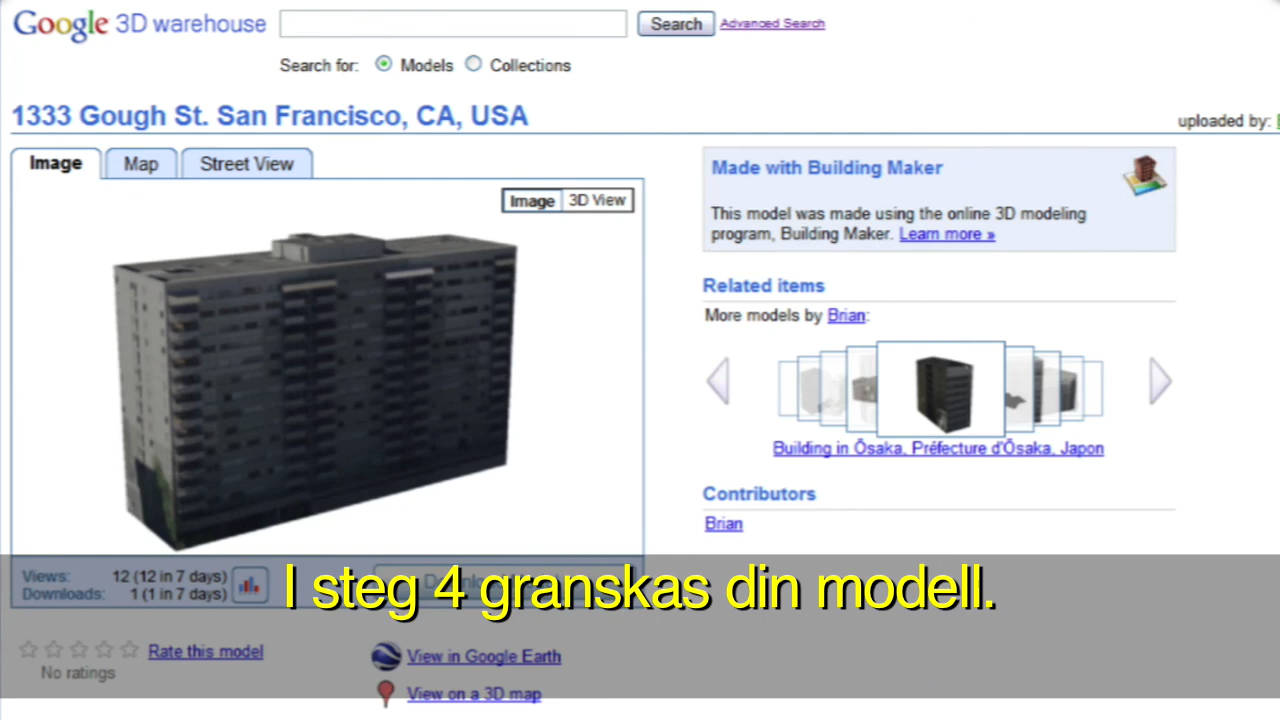 Google 3D warehouse
Search
Advanced Search
Search for: Models Collections
1333 Gough St. San Francisco, CA, USA
uploaded by:
Image Map Street View
Image 3D View
Made with Building Maker
This model was made using the online 3D modeling
program, Building Maker. Learn more »
Related items
More models by Brian:
Building in Ōsaka, Préfecture d'Ōsaka, Japon
Contributors
Brian
Views: 12 (12 in 7 days)
Downloads: 1 (1 in 7 days)
I steg 4 granskas din modell.
Rate this model
No ratings
View in Google Earth
View on a 3D map